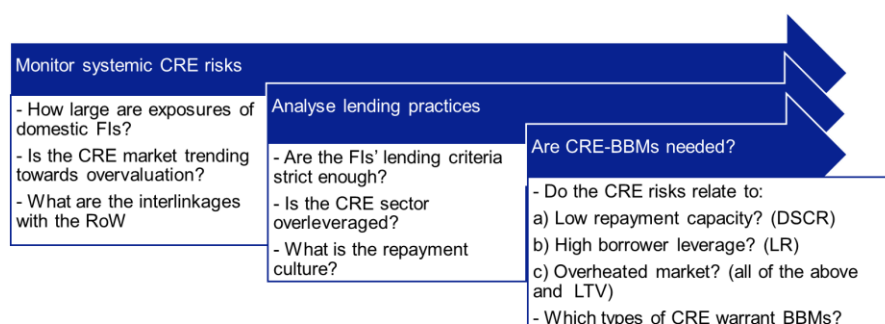 Monitor systemic CRE risks
- How large are exposures of
domestic FIs?
- Is the CRE market trending
towards overvaluation?
- What are the interlinkages
with the RoW
Analyse lending practices
- Are the FIs' lending criteria
strict enough?
- Is the CRE sector
overleveraged?
- What is the repayment
culture?
Are CRE-BBMs needed?
- Do the CRE risks relate to:
a) Low repayment capacity? (DSCR)
b) High borrower leverage? (LR)
c) Overheated market? (all of the above
and LTV)
- Which types of CRE warrant BBMs?